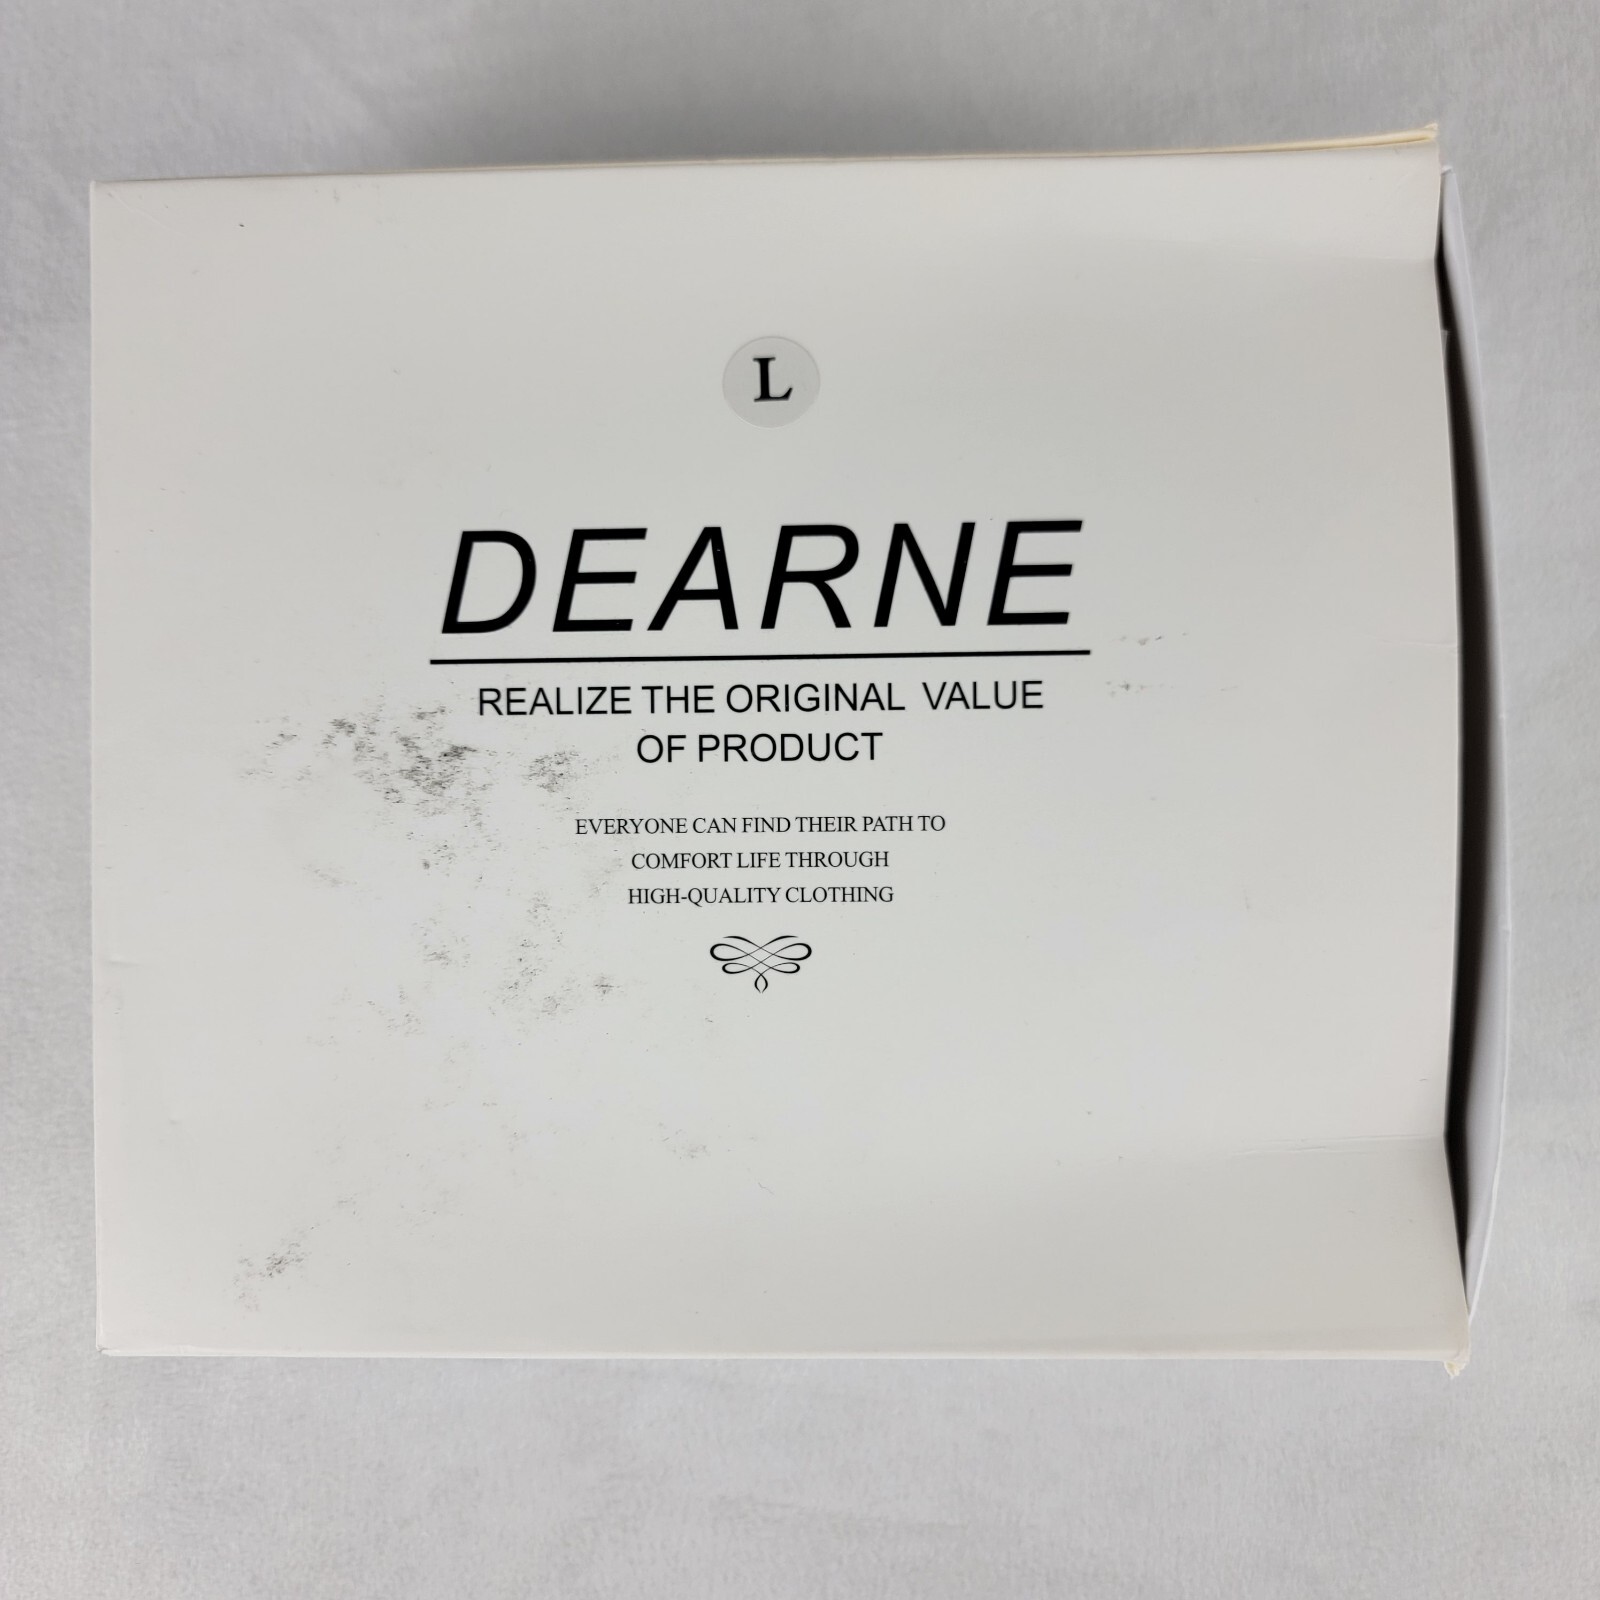 L
DEARNE
REALIZE THE ORIGINAL VALUE
OF PRODUCT
EVERYONE CAN FIND THEIR PATH TO
COMFORT LIFE THROUGH
HIGH-QUALITY CLOTHING